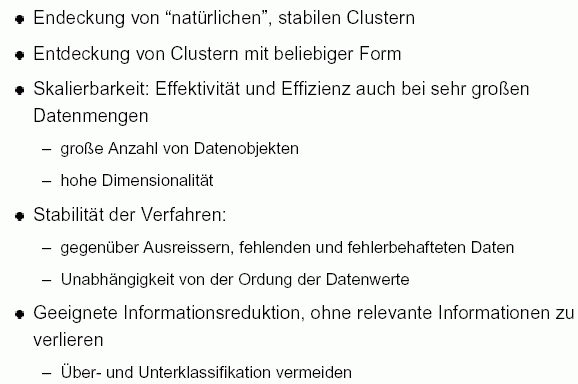 ● Endeckung von “natürlichen”, stabilen Clustern
● Entdeckung von Clustern mit beliebiger Form
● Skalierbarkeit: Effektivität und Effizienz auch bei sehr großen
Datenmengen
– große Anzahl von Datenobjekten
– hohe Dimensionalität
● Stabilität der Verfahren:
– gegenüber Ausreissern, fehlenden und fehlerbehafteten Daten
– Unabhängigkeit von der Ordung der Datenwerte
● Geeignete Informationsreduktion, ohne relevante Informationen zu
verlieren
– Über- und Unterklassifikation vermeiden